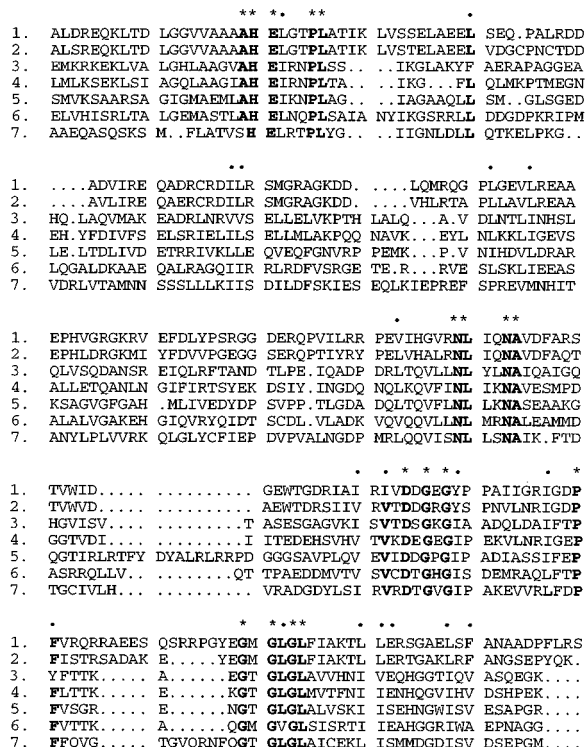 ** *. ** .
1. ALDREQKLTD LGGVVAAAAH ELGTPLATIK LVSSELAEEL SEQ.PALRDD
2. ALSREQKLTD LGGVVAAAAH ELGTPLATIK LVSTELAEEL VDGCPNCTDD
3. EMKRKEKLVA LGHLAAGVAH EIRNPLSS.. .IKGLAKYF AERAPAGGEA
4. LMLKSEKLSI AGQLAAGIAH EIRNPLTA.. .IKG...F.L QLMKPTMEGN
5. SMVKSAARSA GIGMAEMLAH EIKNPLAG.. .IAGAAQLL.S M..GLSGED
6. ELVHISRLTA LGEMASTLAH ELNQPLSAIA NYIKGSRRLL DDGDPKRIPM
7. AAEQASQSKS M..FLATVSH ELRTPLYG.. .IIGNLDLL QTKELPKG..
.. . .
1. ....ADVIRE QADRCRDILR SMGRAGKDD. ....LQMRQG PLGEVLREAA
2. ....AVLIRE QAERCRDILR SMGRAGKDD. ....VHLRTA PLLAVLREAA
3. HQ.LAQVMAK EADRLNRVVS ELLELVKPTH LALQ...A.V DLNTLINHSL
4. EH.YFDIVFS ELSRIELILS ELLMLAKPQQ NAVK...EYL NLKKLIGEVS
5. LE.LTDLIVD ETRRIVKLLE QVEQFGNVRP PEMK...P.V NIHDVLDRAR
6. LQGALDKAAE QALRAGQIIR RLRDFVSRGE TE.R...RVE SLSKLIEEAS
7. VDRLVTAMNN SSSLLLKIIS DILDFSKIES EQLKIEPREF SPREVMNHIT
. ** **
1. EPHVGRGKRV EFDLYPSRGG DERQPVILRR PEVIHGVRNL IQNAVDFARS
2. EPHLDRGKMI YFDVVPGEGG SERQPTIYRY PELVHALRNL IQNAVDFAQT
3. QLVSQDANSR EIQLRFTAND TLPE.IQADP DRLTQVLLNL YLNAIQAIGQ
4. ALLETQANLN GIFIRTSYEK DSIY.INGDQ NQLKQVFINL IKNAVESMPD
5. KSAGVGFGAH .MLIVEDYDP SVPP.TLGDA DQLTQVFLNL LKNASEAAKG
6. ALALVGAKEH GIQVRYQIDT SCDL.VLADK VQVQQVLLNL MRNALEAMMD
7. ANYLPLVVRK QLGLYCFIEP DVPVALNGDP MRLQQVISNL LSNAIK.FTD
. . * * *. . *
1. TVWID..... .......... GEWTGDRIAI RIVDDGEGYP PAIIGRIGDP
2. TVWVD..... .......... AEWTDRSIIV RVTDDGRGYS PNVLNRIGDP
3. HGVISV.... .........T ASESGAGVKI SVTDSGKGIA ADQLDAIFTP
4. GGTVDI.... .........I ITEDEHSVHV TVKDEGEGIP EKVLNRIGEP
5. QGTIRLRTFY DYALRLRRPD GGGSAVPLQV EVIDDGPGIP ADIASSIFEP
6. ASRRQLLV.. ........QT TPAEDDMVTV SVCDTGHGIS DEMRAQLFTP
7. TGCIVLH... .......... VRADGDYLSI RVRDTGVGIP AKEVVRLFDP
. * *.** . .. . .
1. FVRQRRAEES QSRRPGYEGM GLGLFIAKTL LERSGAELSF ANAADPFLRS
2. FISTRSADAK E.....YEGM GLGLFIAKTL LERTGAKLRF ANGSEPYQK.
3. YFTTK..... A......EGT GLGLAVVHNI VEQHGGTIQV ASQEGK....
4. FLTTK..... E......KGT GLGLMVTFNI IENHQGVIHV DSHPEK....
5. FVSGR..... E......NGT GLGLALVSKI ISEHNGWISV ESAPGR....
6. FVTTK..... A......QGM GVGLSISRTI IEAHGGRIWA EPNAGG....
7. FFQVG..... TGVQRNFQGT GLGLAICEKL ISMMDGDISV DSEPGM....